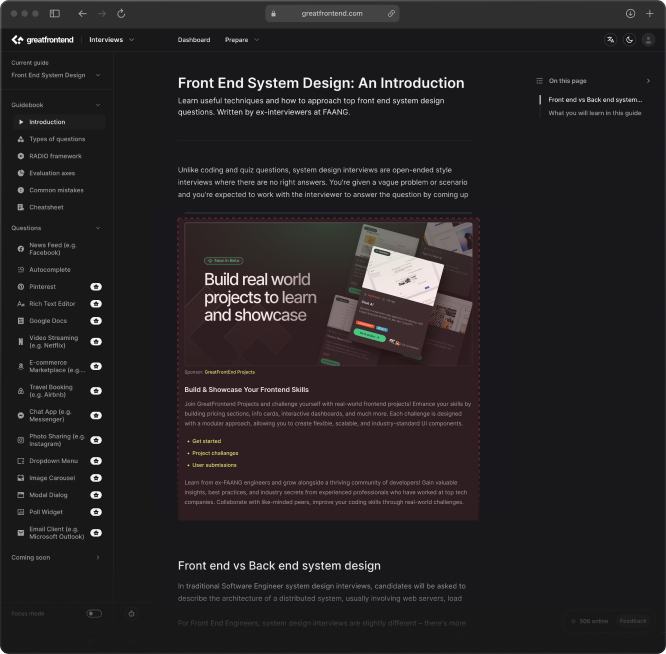 greatfrontend.com
greatfrontend
Interviews
Dashboard
Prepare
Current guide
Front End System Design
Guidebook
Introduction
Types of questions
RADIO framework
Evaluation axes
Common mistakes
Cheatsheet
Questions
News Feed (e.g.
Facebook)
Autocomplete
Pinterest
Rich Text Editor
Google Docs
Video Streaming
(e.g. Netflix)
E-commerce
Marketplace (e.g....
Travel Booking
(e.g. Airbnb)
Chat App (e.g.
Messenger)
Photo Sharing (e.g.
Instagram)
Dropdown Menu
Image Carousel
Modal Dialog
Poll Widget
Email Client (e.g.
Microsoft Outlook)
Coming soon
Focus mode
Front End System Design: An Introduction
Learn useful techniques and how to approach top front end system design
questions. Written by ex-interviewers at FAANG.
Unlike coding and quiz questions, system design interviews are open-ended style
interviews where there are no right answers. You're given a vague problem or scenario
and you're expected to work with the interviewer to answer the question by coming up
New in Beta
Build real world
projects to learn
and showcase
Sponsor: GreatFrontEnd Projects
Build & Showcase Your Frontend Skills
Join GreatFrontend Projects and challenge yourself with real-world frontend projects! Enhance your skills by
building pricing sections, info cards, interactive dashboards, and much more. Each challenge is designed
with a modular approach, allowing you to create flexible, scalable, and industry-standard UI components.
• Get started
• Project challanges
• User submissions
Learn from ex-FAANG engineers and grow alongside a thriving community of developers! Gain valuable
insights, best practices, and industry secrets from experienced professionals who have worked at top tech
companies. Collaborate with like-minded peers, improve your coding skills through real-world challenges.
Front end vs Back end system design
In traditional Software Engineer system design interviews, candidates will be asked to
describe the architecture of a distributed system, usually involving web servers, load
For Front End Engineers, system design interviews are slightly different – there's more
On this page
Front end vs Back end system...
What you will learn in this guide
506 online
Feedback